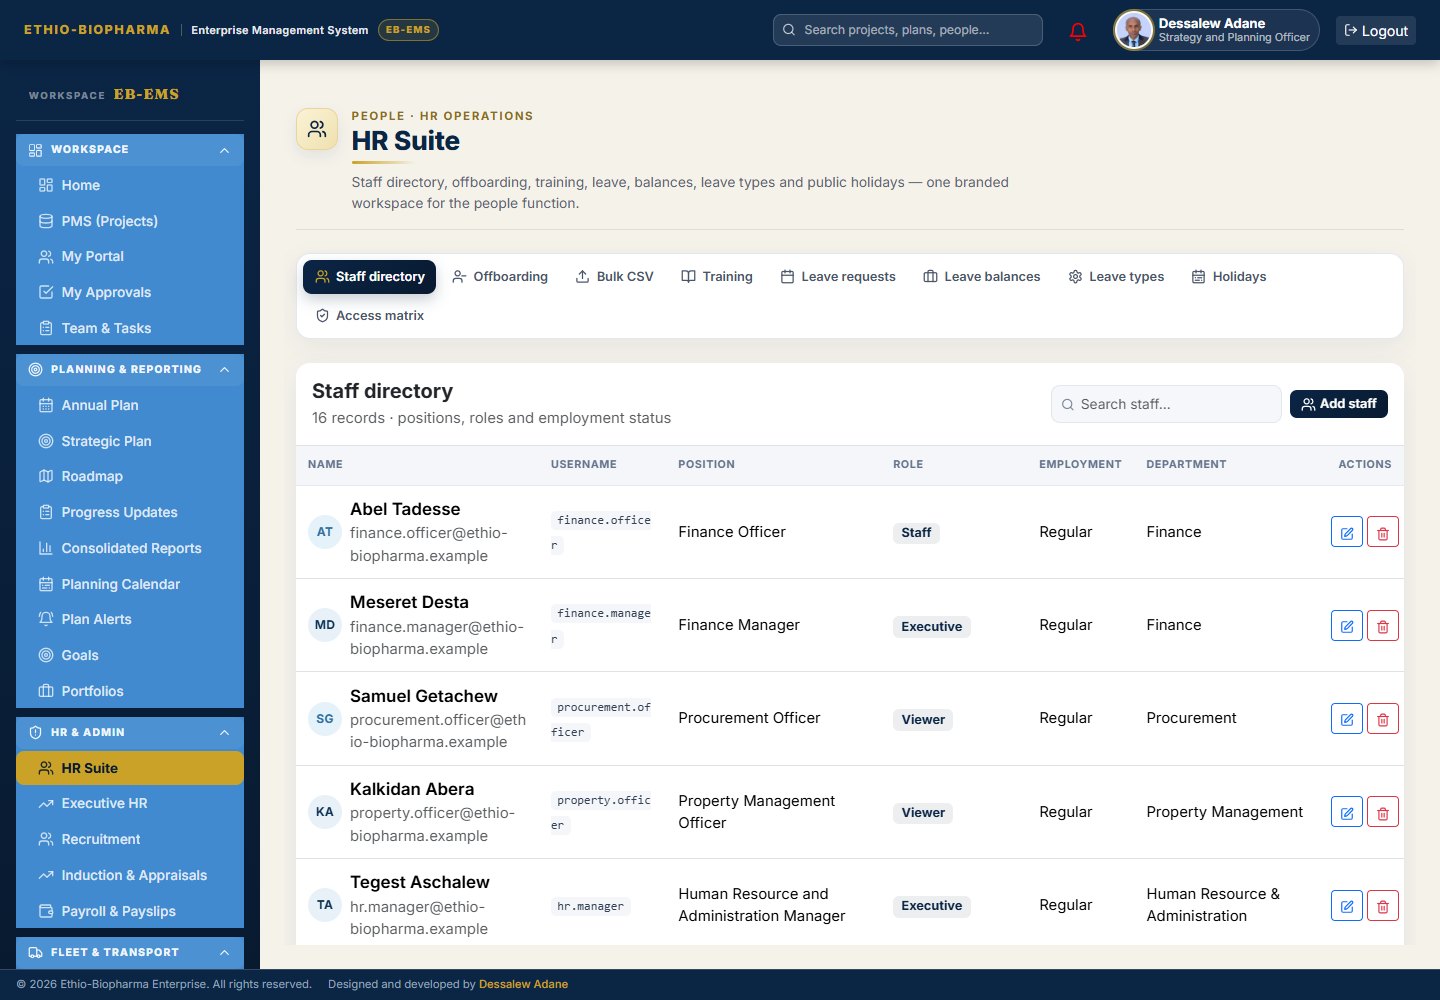 ETHIO-BIOPHARMA | Enterprise Management System EB-EMS
Search projects, plans, people...
Dessalew Adane
Strategy and Planning Officer
Logout
WORKSPACE EB-EMS
WORKSPACE
Home
PMS (Projects)
My Portal
My Approvals
Team & Tasks
PLANNING & REPORTING
Annual Plan
Strategic Plan
Roadmap
Progress Updates
Consolidated Reports
Planning Calendar
Plan Alerts
Goals
Portfolios
HR & ADMIN
HR Suite
Executive HR
Recruitment
Induction & Appraisals
Payroll & Payslips
FLEET & TRANSPORT
PEOPLE · HR OPERATIONS
HR Suite
Staff directory, offboarding, training, leave, balances, leave types and public holidays — one branded
workspace for the people function.
Staff directory Offboarding Bulk CSV Training Leave requests Leave balances Leave types Holidays
Access matrix
Staff directory
16 records · positions, roles and employment status
Search staff...
Add staff
NAME USERNAME POSITION ROLE EMPLOYMENT DEPARTMENT ACTIONS
AT
Abel Tadesse
finance.officer@ethio-
biopharma.example
finance.office
r
Finance Officer
Staff
Regular
Finance
MD
Meseret Desta
finance.manager@ethio-
biopharma.example
finance.manage
r
Finance Manager
Executive
Regular
Finance
SG
Samuel Getachew
procurement.officer@eth
io-biopharma.example
procurement.of
ficer
Procurement Officer
Viewer
Regular
Procurement
KA
Kalkidan Abera
property.officer@ethio-
biopharma.example
property.offic
er
Property Management
Officer
Viewer
Regular
Property Management
TA
Tegest Aschalew
hr.manager@ethio-
biopharma.example
hr.manager
Human Resource and
Administration Manager
Executive
Regular
Human Resource &
Administration
© 2026 Ethio-Biopharma Enterprise. All rights reserved. Designed and developed by Dessalew Adane